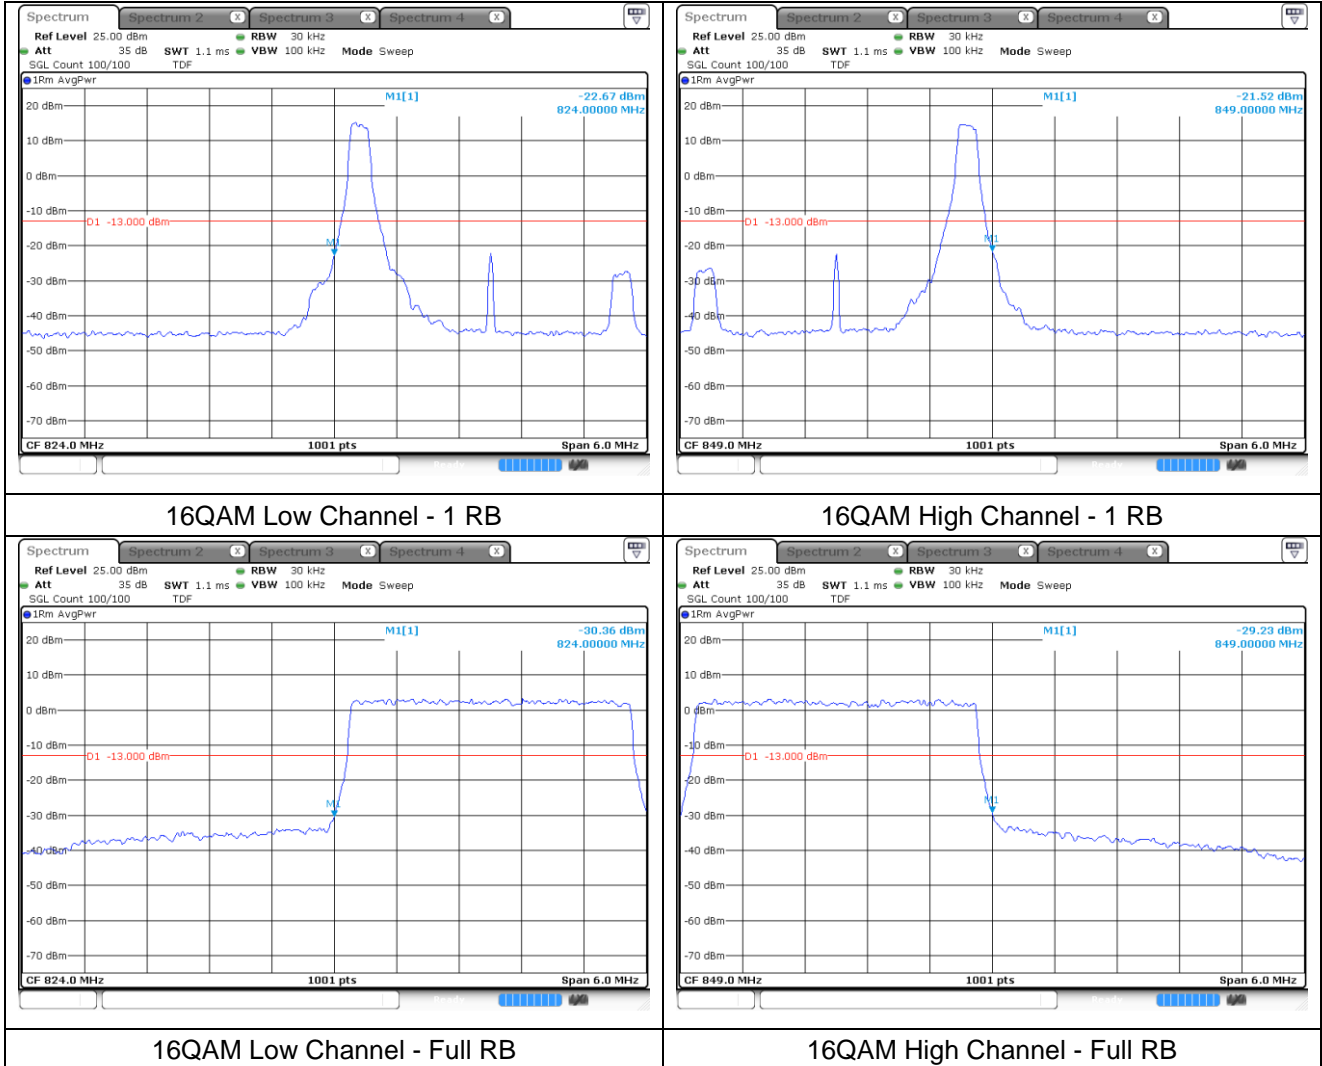 Spectrum Spectrum 2 X Spectrum 3 X Spectrum 4 X
Ref Level 25.00 dBm RBW 30 kHz
Att 35 dB SWT 1.1 ms VBW 100 kHz Mode Sweep
SGL Count 100/100 TDF
1Rm AvgPwr
M1[1] -22.67 dBm
824.00000 MHz
20 dBm
10 dBm
0 dBm
-10 dBm
D1 -13.000 dBm
M1
-20 dBm
-30 dBm
-40 dBm
-50 dBm
-60 dBm
-70 dBm
CF 824.0 MHz 1001 pts Span 6.0 MHz
Ready
16QAM Low Channel - 1 RB
Spectrum Spectrum 2 X Spectrum 3 X Spectrum 4 X
Ref Level 25.00 dBm RBW 30 kHz
Att 35 dB SWT 1.1 ms VBW 100 kHz Mode Sweep
SGL Count 100/100 TDF
1Rm AvgPwr
M1[1] -21.52 dBm
849.00000 MHz
20 dBm
10 dBm
0 dBm
-10 dBm
D1 -13.000 dBm
M1
-20 dBm
-30 dBm
-40 dBm
-50 dBm
-60 dBm
-70 dBm
CF 849.0 MHz 1001 pts Span 6.0 MHz
Ready
16QAM High Channel - 1 RB
Spectrum Spectrum 2 X Spectrum 3 X Spectrum 4 X
Ref Level 25.00 dBm RBW 30 kHz
Att 35 dB SWT 1.1 ms VBW 100 kHz Mode Sweep
SGL Count 100/100 TDF
1Rm AvgPwr
M1[1] -30.36 dBm
824.00000 MHz
20 dBm
10 dBm
0 dBm
-10 dBm
D1 -13.000 dBm
-20 dBm
M1
-30 dBm
-40 dBm
-50 dBm
-60 dBm
-70 dBm
CF 824.0 MHz 1001 pts Span 6.0 MHz
Ready
16QAM Low Channel - Full RB
Spectrum Spectrum 2 X Spectrum 3 X Spectrum 4 X
Ref Level 25.00 dBm RBW 30 kHz
Att 35 dB SWT 1.1 ms VBW 100 kHz Mode Sweep
SGL Count 100/100 TDF
1Rm AvgPwr
M1[1] -29.23 dBm
849.00000 MHz
20 dBm
10 dBm
0 dBm
-10 dBm
D1 -13.000 dBm
-20 dBm
M1
-30 dBm
-40 dBm
-50 dBm
-60 dBm
-70 dBm
CF 849.0 MHz 1001 pts Span 6.0 MHz
Ready
16QAM High Channel - Full RB